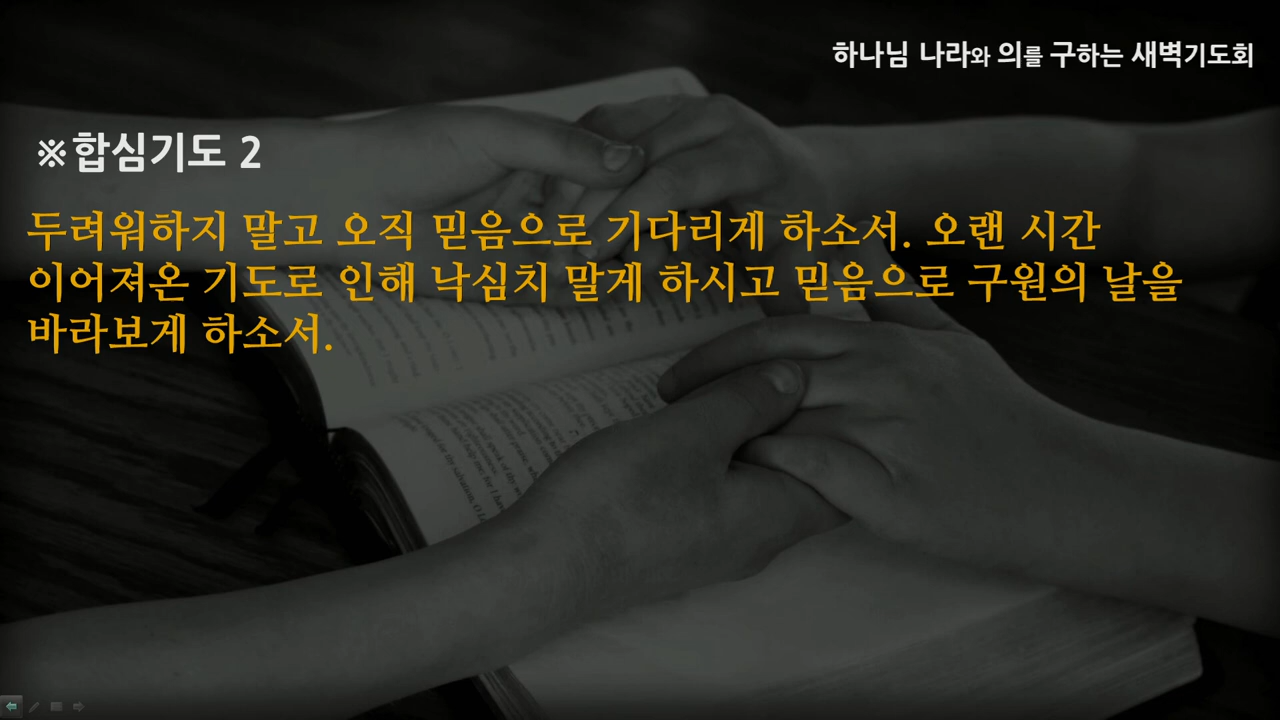 하나님 나라와 의를 구하는 새벽기도회
※합심기도 2
두려워하지 말고 오직 믿음으로 기다리게 하소서. 오랜 시간
이어져온 기도로 인해 낙심치 말게 하시고 믿음으로 구원의 날을
바라보게 하소서.